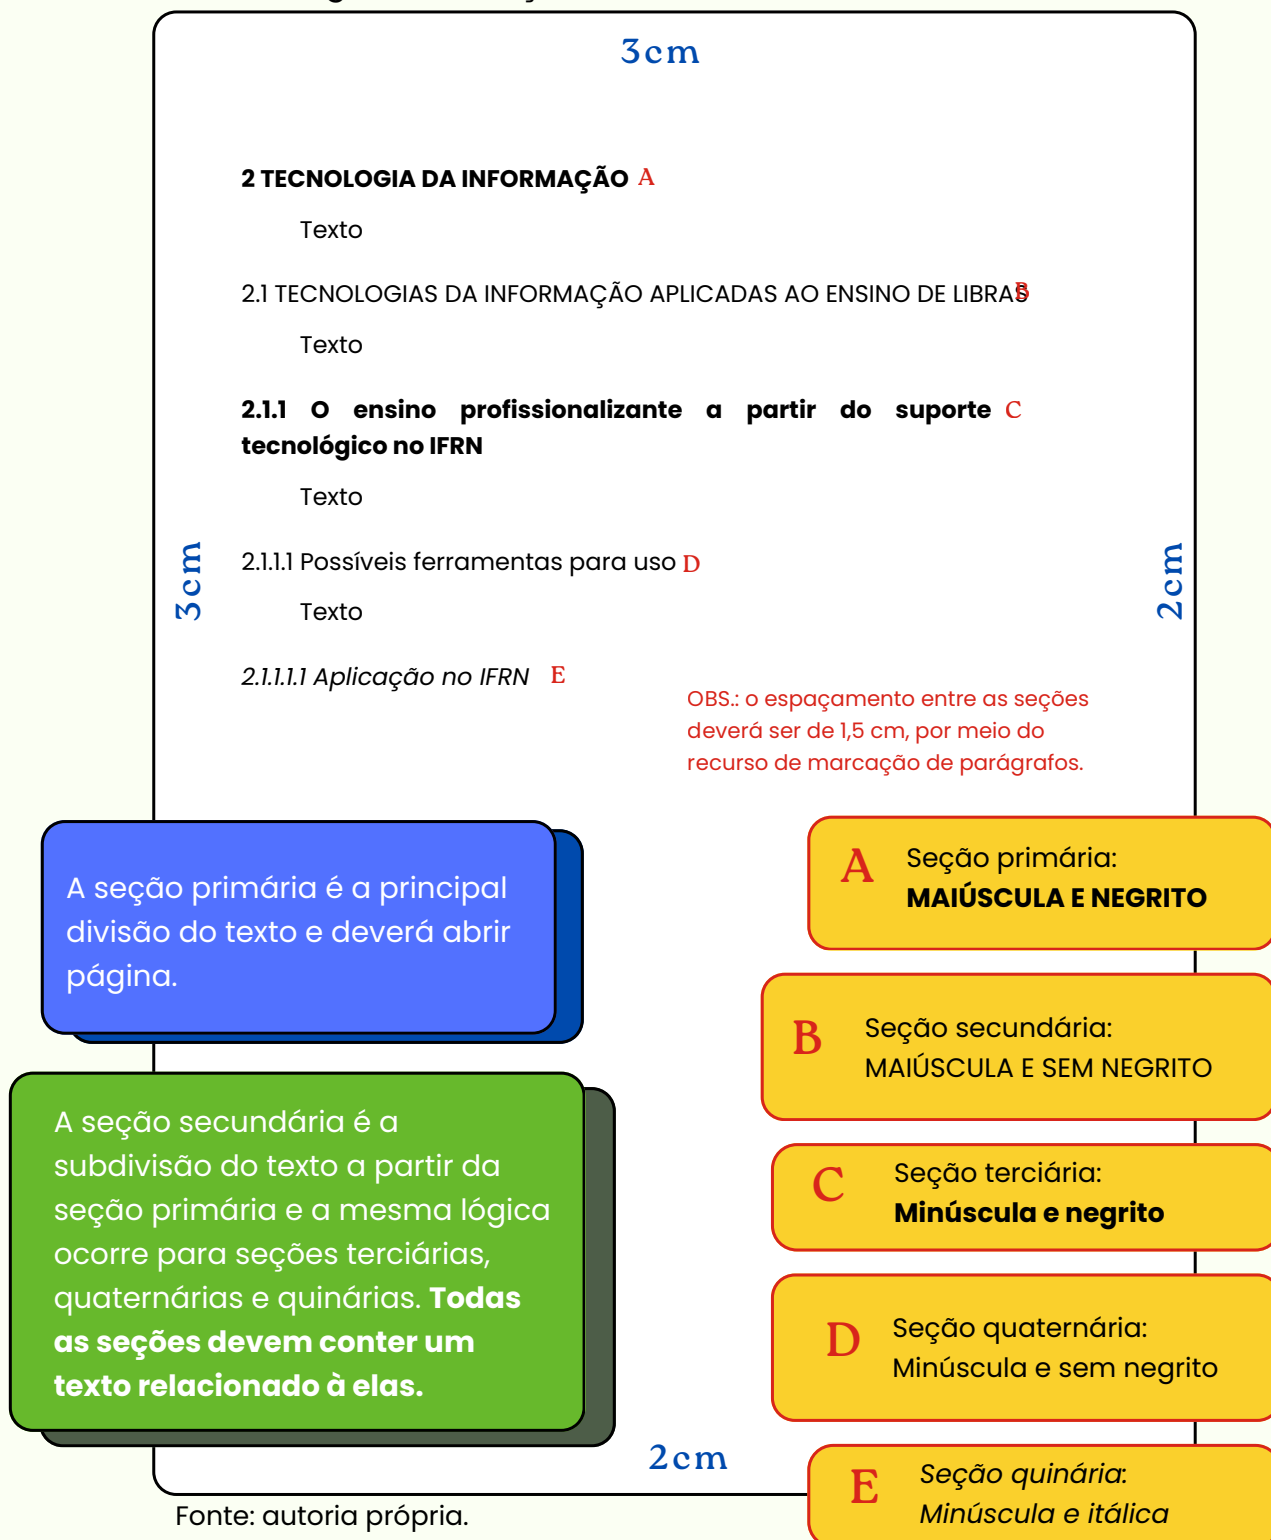 3cm
2 TECNOLOGIA DA INFORMAÇÃO A
Texto
2.1 TECNOLOGIAS DA INFORMAÇÃO APLICADAS AO ENSINO DE LIBRAS B
Texto
2.1.1 O ensino profissionalizante a partir do suporte C
tecnológico no IFRN
Texto
3cm
2.1.1.1 Possíveis ferramentas para uso D
2cm
Texto
2.1.1.1.1 Aplicação no IFRN E
OBS.: o espaçamento entre as seções
deverá ser de 1,5 cm, por meio do
recurso de marcação de parágrafos.
A seção primária é a principal
divisão do texto e deverá abrir
página.
A seção secundária é a
subdivisão do texto a partir da
seção primária e a mesma lógica
ocorre para seções terciárias,
quaternárias e quinárias. Todas
as seções devem conter um
texto relacionado à elas.
A Seção primária:
MAIÚSCULA E NEGRITO
B Seção secundária:
MAIÚSCULA E SEM NEGRITO
C Seção terciária:
Minúscula e negrito
D Seção quaternária:
Minúscula e sem negrito
E Seção quinária:
Minúscula e itálica
2cm
Fonte: autoria própria.